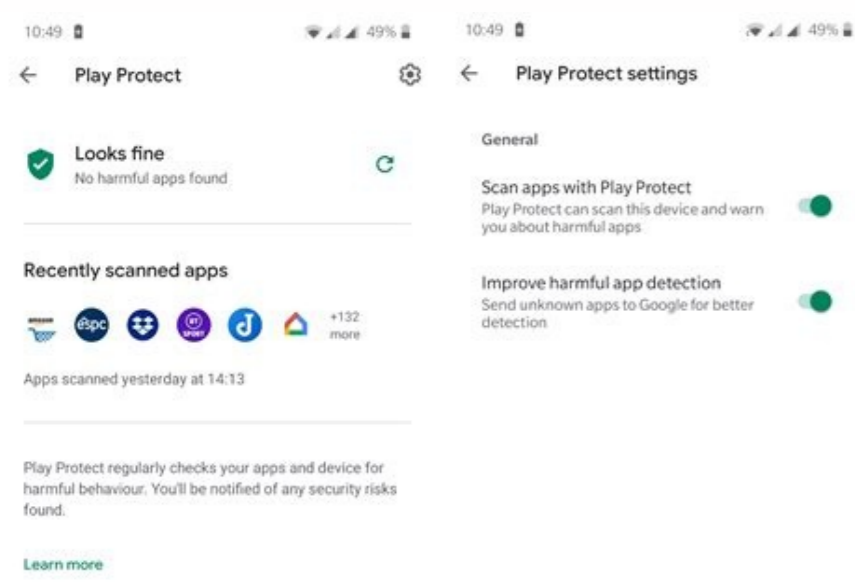 10:49
49%
Play Protect
Looks fine
No harmful apps found
Recently scanned apps
amazon
espc
BT
SPORT
+132
more
Apps scanned yesterday at 14:13
Play Protect regularly checks your apps and device for
harmful behaviour. You'll be notified of any security risks
found.
Learn more
10:49
49%
Play Protect settings
General
Scan apps with Play Protect
Play Protect can scan this device and warn
you about harmful apps
Improve harmful app detection
Send unknown apps to Google for better
detection